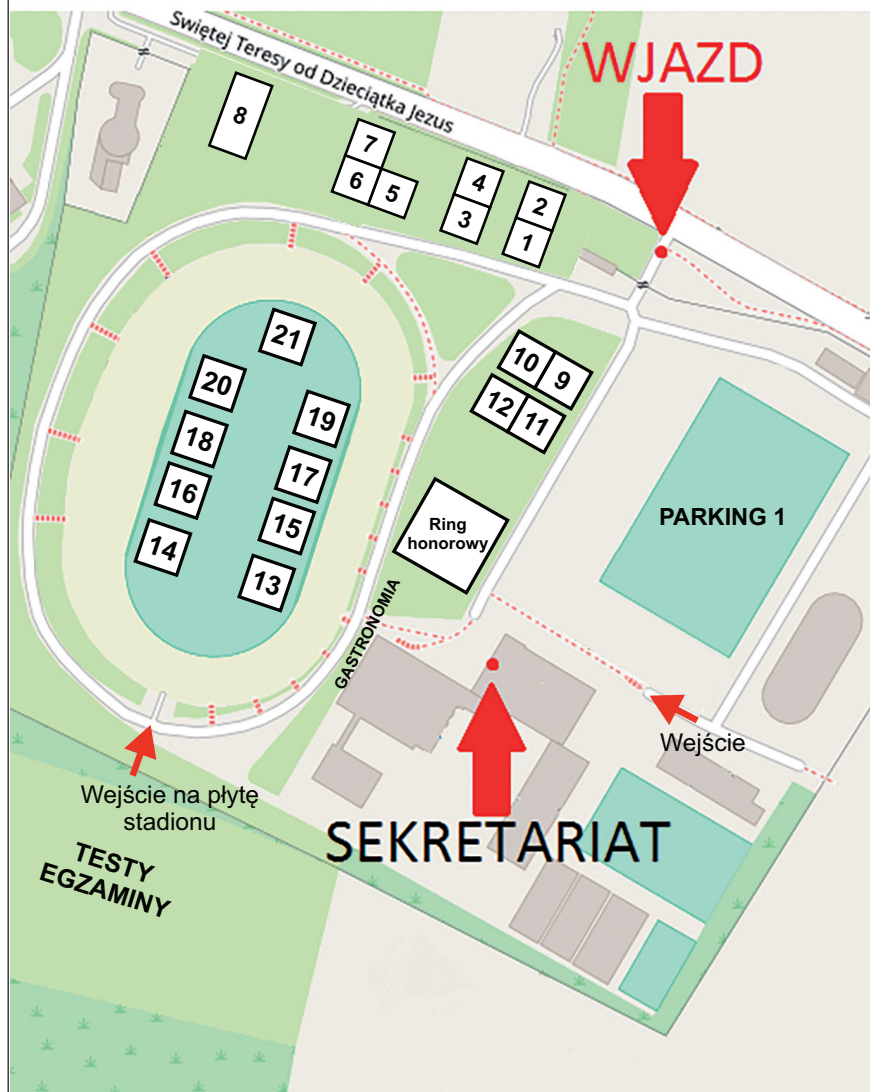 Swiętej Teresy od Dzieciątka Jezus
WJAZD
8
7
6
5
4
3
2
1
21
20
19
18
17
16
15
14
13
10
9
12
11
Ring
honorowy
PARKING 1
GASTRONOMIA
Wejście
Wejście na płytę
stadionu
SEKRETARIAT
TESTY
EGZAMINY